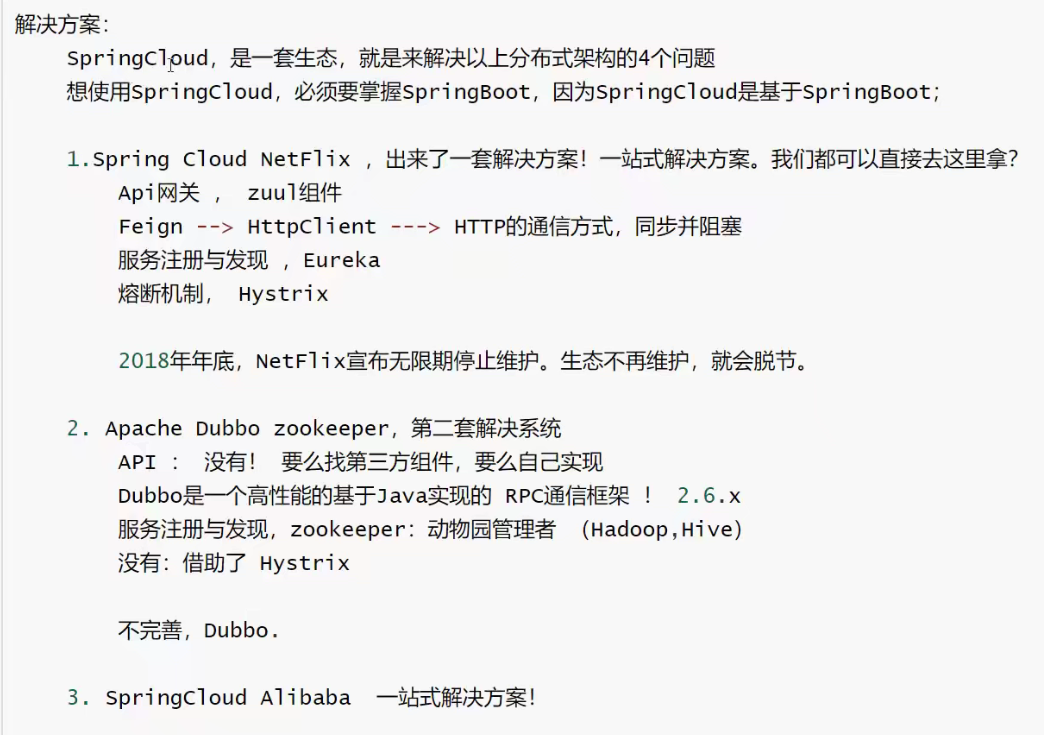 解决方案：
SpringCloud，是一套生态，就是来解决以上分布式架构的4个问题
想使用SpringCloud，必须要掌握SpringBoot，因为SpringCloud是基于SpringBoot；
1.Spring Cloud NetFlix ，出来了一套解决方案！一站式解决方案。我们都可以直接去这里拿？
Api网关 ， zuul组件
Feign --> HttpClient ---> HTTP的通信方式，同步并阻塞
服务注册与发现 ，Eureka
熔断机制， Hystrix
2018年年底，NetFlix宣布无限期停止维护。生态不再维护，就会脱节。
2. Apache Dubbo zookeeper，第二套解决系统
API ： 没有！ 要么找第三方组件，要么自己实现
Dubbo是一个高性能的基于Java实现的 RPC通信框架 ！ 2.6.x
服务注册与发现，zookeeper：动物园管理者 （Hadoop,Hive）
没有：借助了 Hystrix
不完善，Dubbo.
3. SpringCloud Alibaba 一站式解决方案！